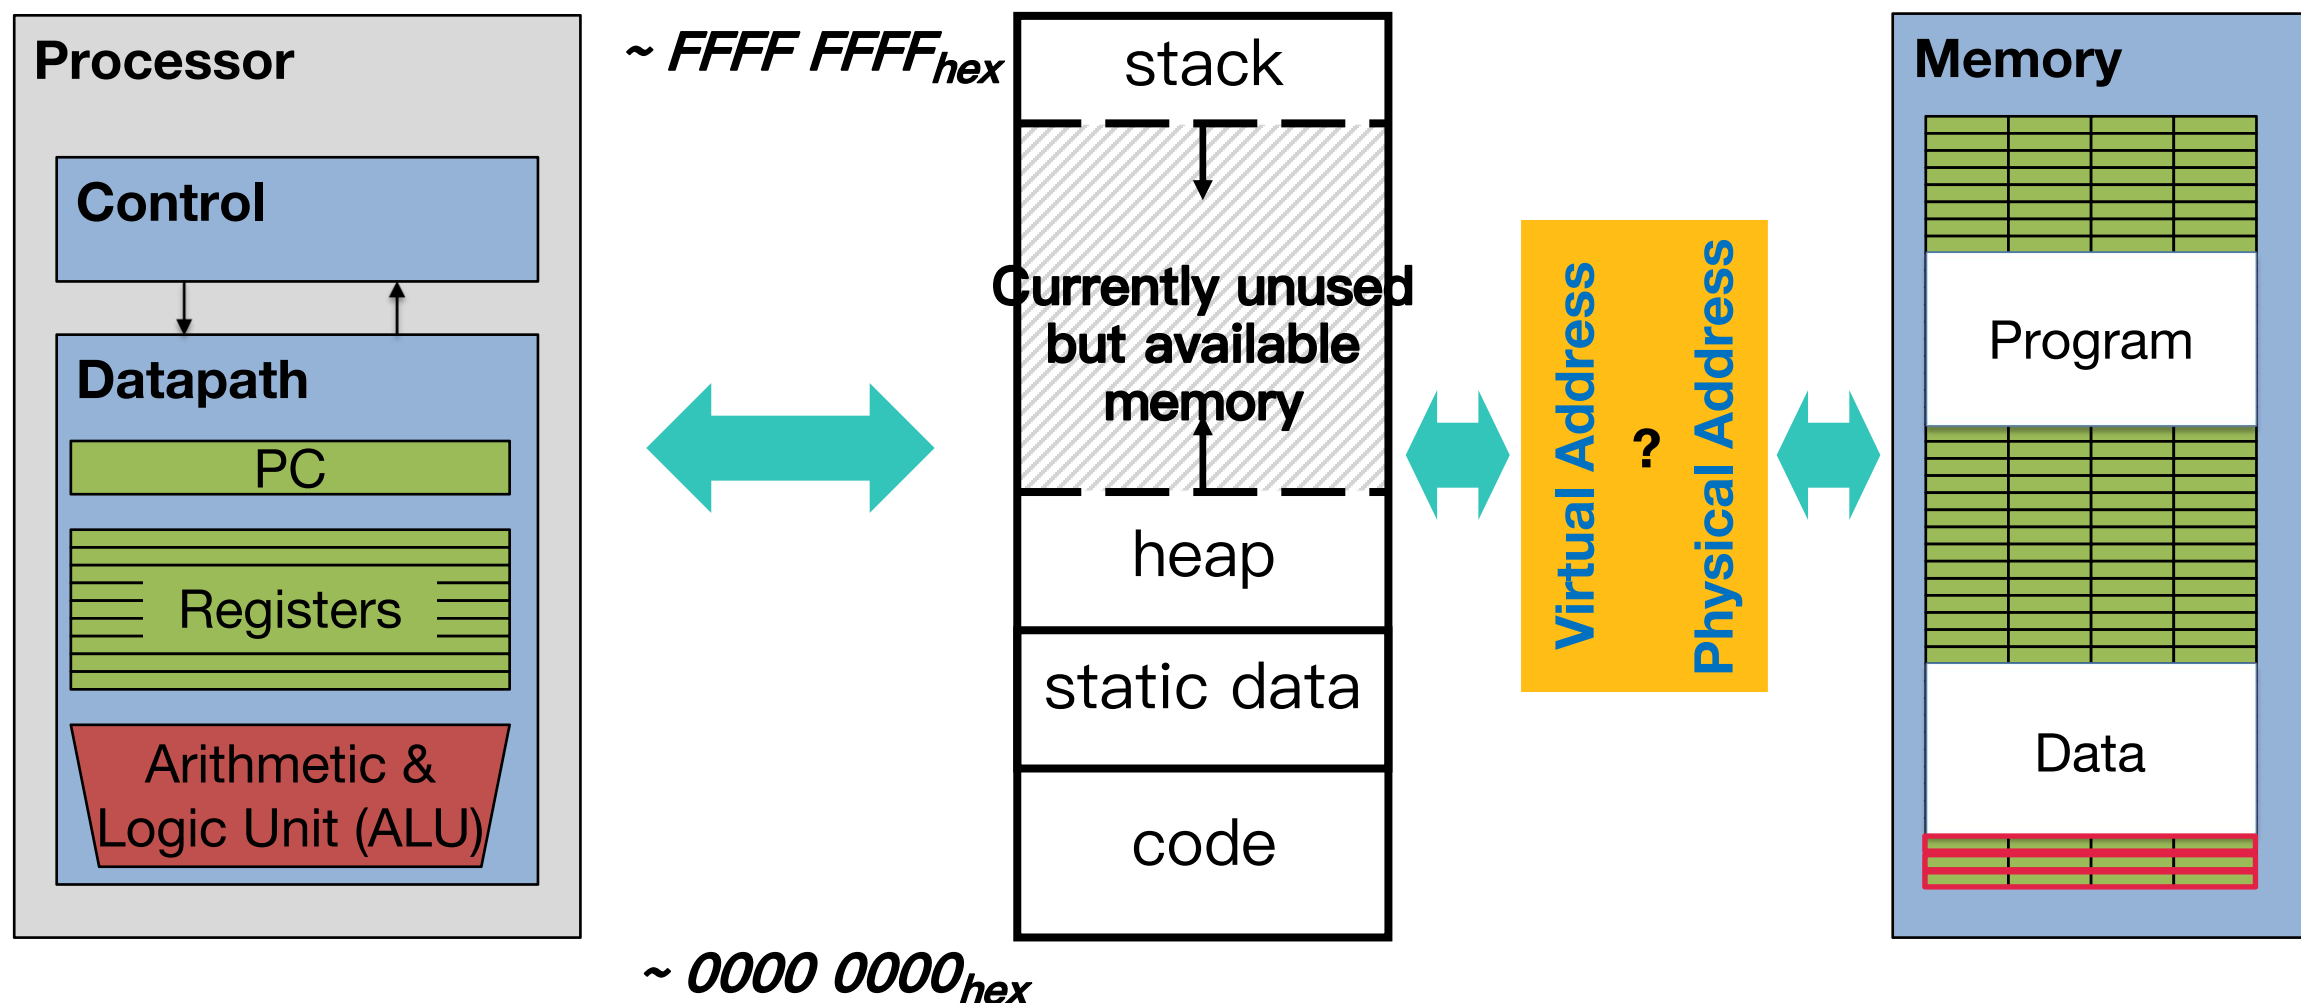 Processor
Control
Datapath
PC
Registers
Arithmetic &
Logic Unit (ALU)
~ FFFF FFFFhex
stack
Currently unused
but available
memory
heap
static data
code
~ 0000 0000hex
Virtual Address
?
Physical Address
Memory
Program
Data